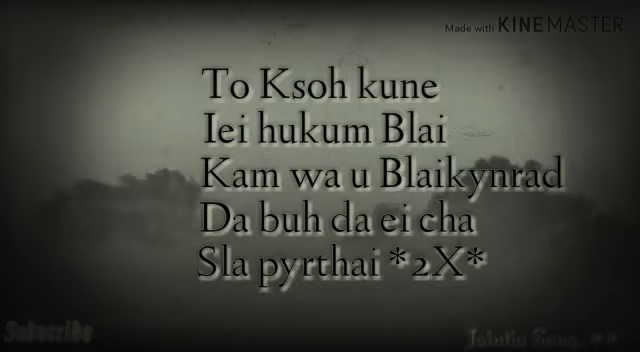 Made with KINEMASTER
To Ksoh kune
Iei hukum Blai
Kam wa u Blaikynrad
Da buh da ei cha
Sla pyrthai *2X*
Subscribe